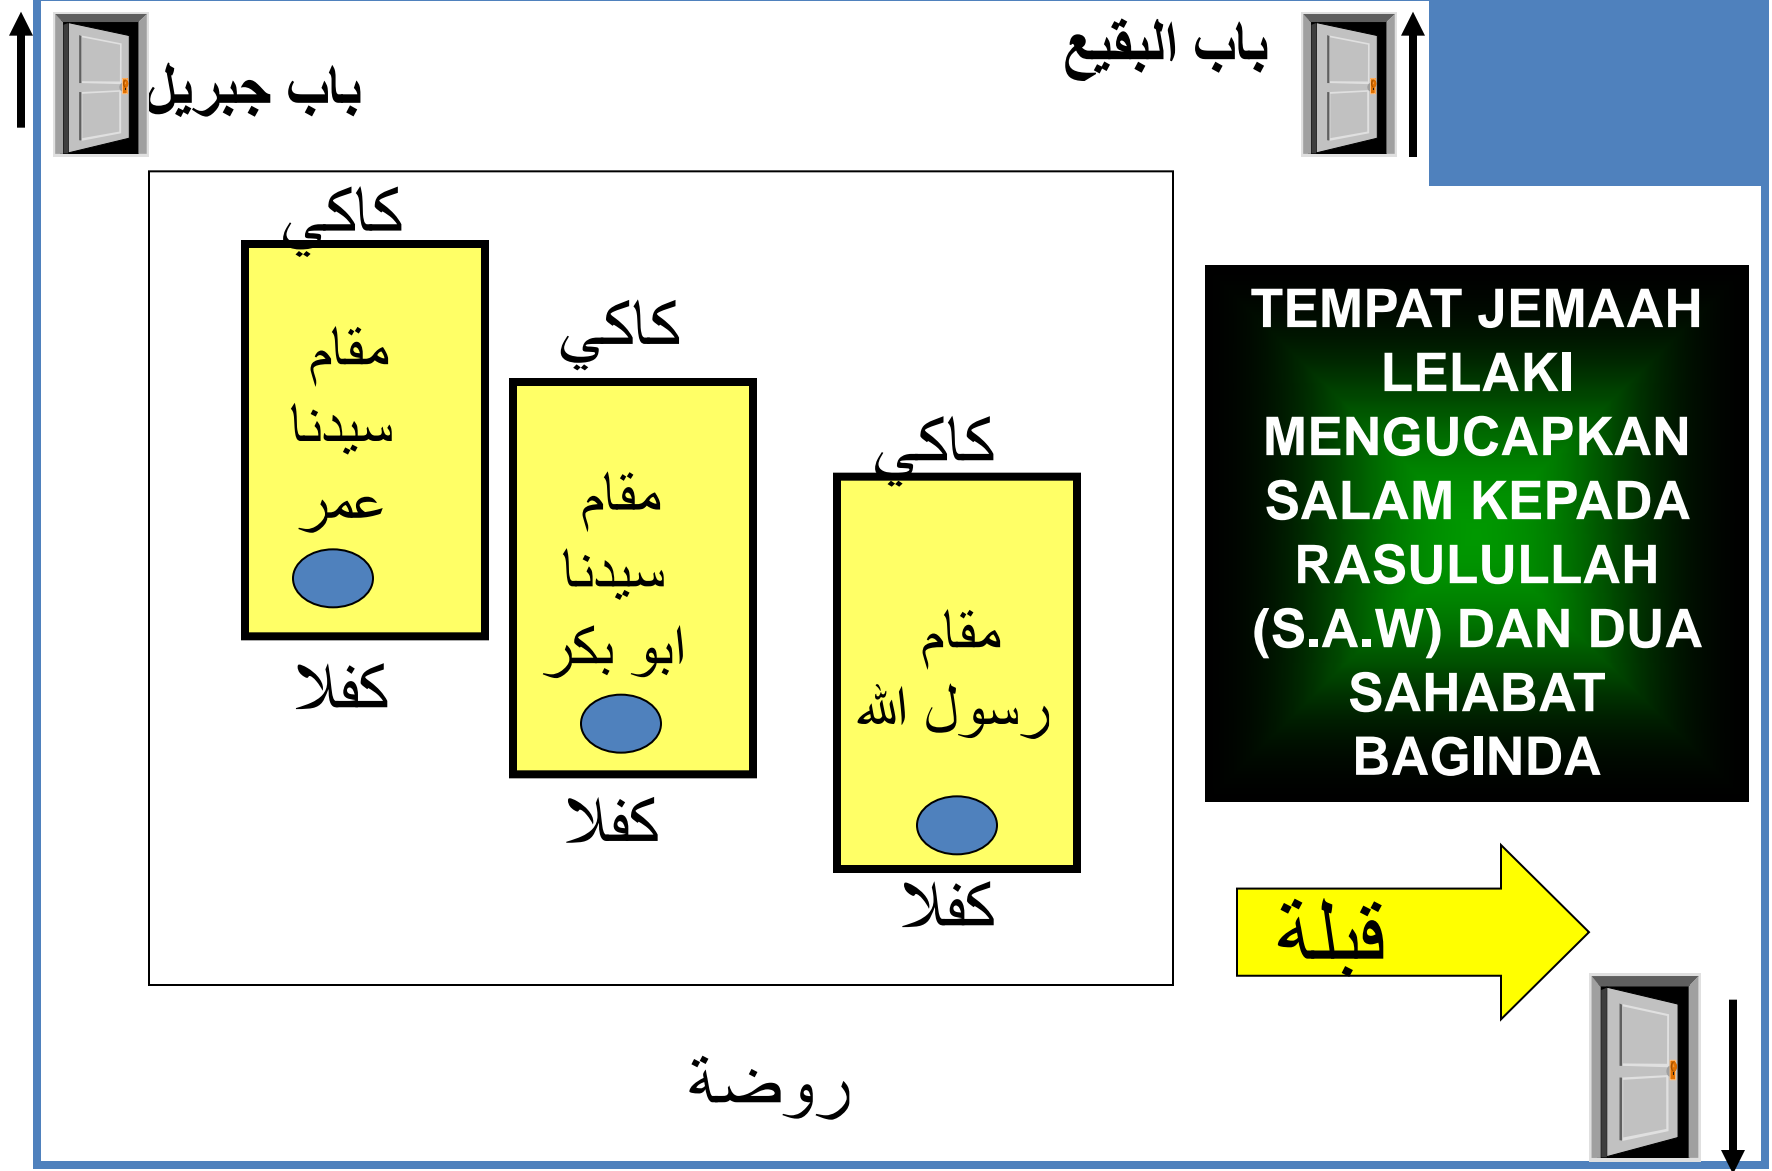 باب البقيع
باب جبريل
كاكي
مقام
سيدنا
عمر
كفلا
كاكي
مقام
سيدنا
ابو بكر
كفلا
كاكي
مقام
رسول الله
كفلا
TEMPAT JEMAAH
LELAKI
MENGUCAPKAN
SALAM KEPADA
RASULULLAH
(S.A.W) DAN DUA
SAHABAT
BAGINDA
قبلة
روضة